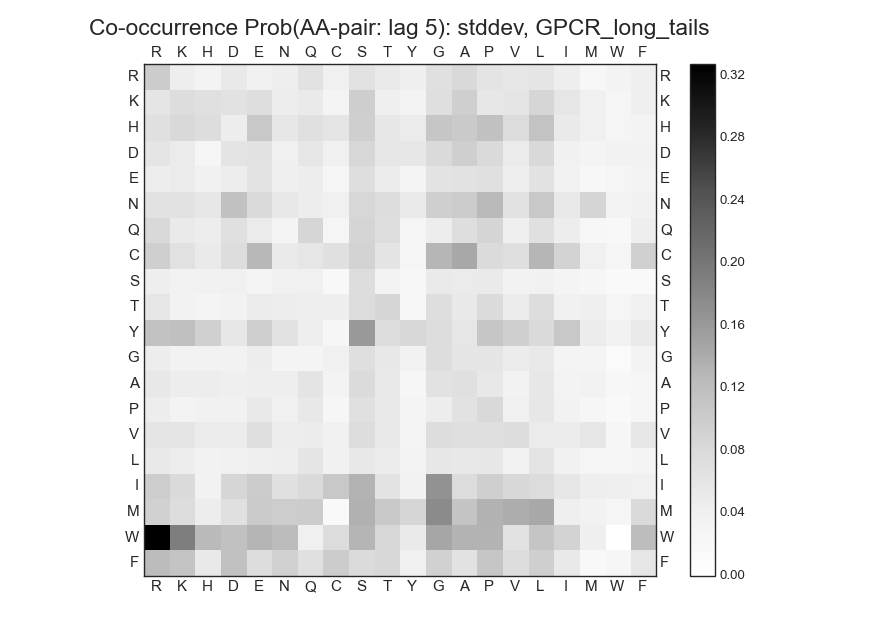 Co-occurrence Prob(AA-pair: lag 5): stddev, GPCR_long_tails
R K H D E N Q C S T Y G A P V L I M W F
R R 0.32
K K
H H 0.28
D D
E E 0.24
N N
Q Q
C C 0.20
S S
T T 0.16
Y Y
G G
A A 0.12
P P
V V 0.08
L L
I I
M M 0.04
W W
F F 0.00
R K H D E N Q C S T Y G A P V L I M W F